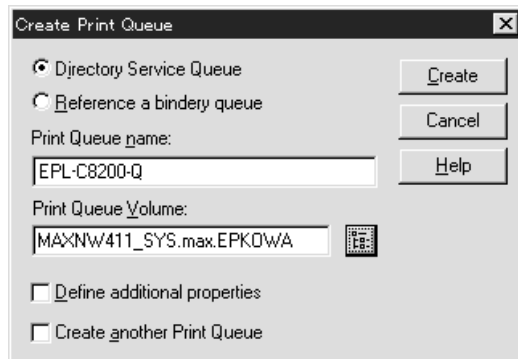 Create Print Queue
Directory Service Queue
Reference a bindery queue
Print Queue name:
EPL-C8200-Q
Print Queue Volume:
MAXNW411_SYS.max.EPKOWA
Define additional properties
Create another Print Queue
Create
Cancel
Help